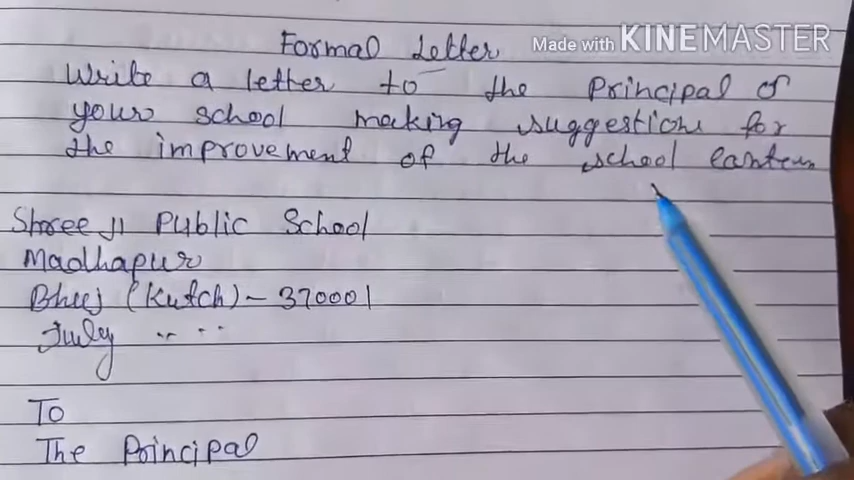 Formal Letter
Made with KINEMASTER
Write a letter to the Principal of
your school making suggestions for
the improvement of the school canteen
Shree Ji Public School
Madhapur
Bhuj (Kutch) - 370001
July .. ..
To
The Principal